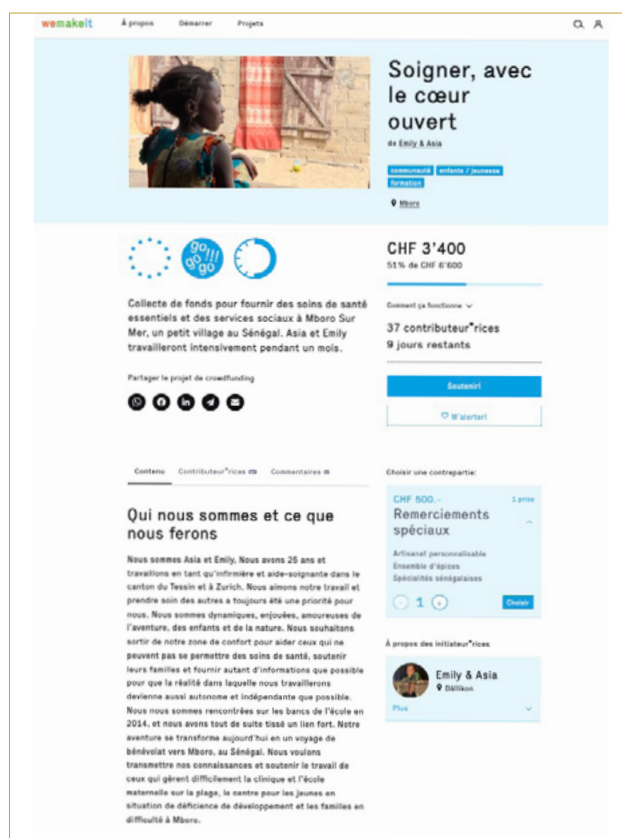 wemakeit
À propos
Démarrer
Projets
Soigner, avec
le cœur
ouvert
de Emily & Asia
communauté
enfants / jeunesse
formation
Mboro
go!!!
go go
go
CHF 3'400
51% de CHF 6'600
Comment ça fonctionne
37 contributeur*rices
9 jours restants
Collecte de fonds pour fournir des soins de santé
essentiels et des services sociaux à Mboro Sur
Mer, un petit village au Sénégal. Asia et Emily
travailleront intensivement pendant un mois.
Partager le projet de crowdfunding
Soutenir!
M'alerter!
Contenu
Contributeur*rices
Commentaires
Qui nous sommes et ce que
nous ferons
Nous sommes Asia et Emily, Nous avons 25 ans et
travaillons en tant qu'infirmière et aide-soignante dans le
canton du Tessin et à Zurich. Nous aimons notre travail et
prendre soin des autres a toujours été une priorité pour
nous. Nous sommes dynamiques, enjouées, amoureuses de
l'aventure, des enfants et de la nature. Nous souhaitons
sortir de notre zone de confort pour aider ceux qui ne
peuvent pas se permettre des soins de santé, soutenir
leurs familles et fournir autant d'informations que possible
pour que la réalité dans laquelle nous travaillerons
devienne aussi autonome et indépendante que possible.
Nous nous sommes rencontrées sur les bancs de l'école en
2014, et nous avons tout de suite tissé un lien fort. Notre
aventure se transforme aujourd'hui en un voyage de
bénévolat vers Mboro, au Sénégal. Nous voulons
transmettre nos connaissances et soutenir le travail de
ceux qui gèrent difficilement la clinique et l'école
maternelle sur la plage, le centre pour les jeunes en
situation de déficience de développement et les familles en
difficulté à Mboro.
Choisir une contrepartie:
CHF 500.-
1 prise
Remerciements
spéciaux
Artisanat personnalisable
Ensemble d'épices
Spécialités sénégalaises
- 1 +
Choisir
À propos des initiateur*rices
Emily & Asia
Dällikon
Plus